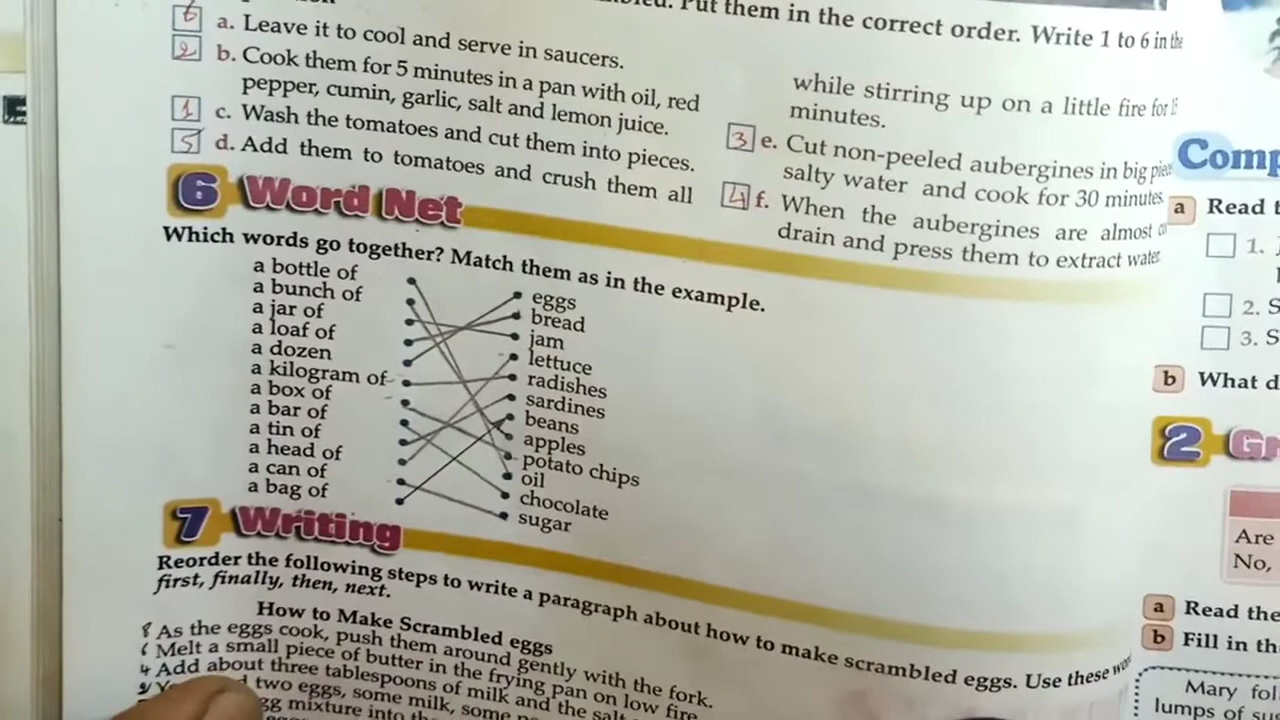 Put them in the correct order. Write 1 to 6 in the
6 a. Leave it to cool and serve in saucers.
2 b. Cook them for 5 minutes in a pan with oil, red
pepper, cumin, garlic, salt and lemon juice.
1 c. Wash the tomatoes and cut them into pieces.
5 d. Add them to tomatoes and crush them all
while stirring up on a little fire for
minutes.
3 e. Cut non-peeled aubergines in big
salty water and cook for 30 minutes
4 f. When the aubergines are almost
drain and press them to extract water
6 Word Net
Which words go together? Match them as in the example.
a bottle of
a bunch of
a jar of
a loaf of
a dozen
a kilogram of
a box of
a bar of
a tin of
a head of
a can of
a bag of
eggs
bread
jam
lettuce
radishes
sardines
beans
apples
potato chips
oil
chocolate
sugar
7 Writing
Reorder the following steps to write a paragraph about how to make scrambled eggs. Use these
first, finally, then, next.
How to Make Scrambled eggs
8 As the eggs cook, push them around gently with the fork.
6 Melt a small piece of butter in the frying pan on low fire
4 Add about three tablespoons of milk and the salt
two eggs, some milk, some
mixture into
Comp
a Read
1.
2. S
3. S
b What d
2 Gr
Are
No,
a Read the
b Fill in th
Mary fol
lumps of su